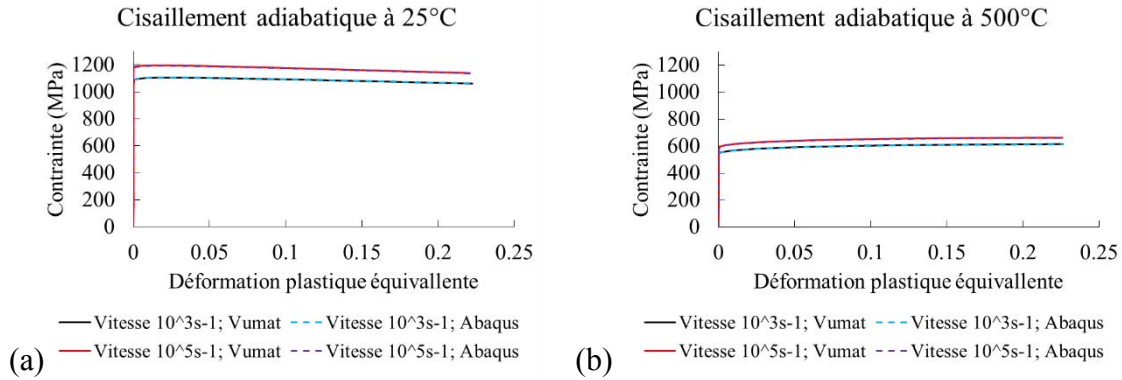 Cisaillement adiabatique à 25°C
Contrainte (MPa)
1200
1000
800
600
400
200
0
0 0.05 0.1 0.15 0.2 0.25
Déformation plastique équivallente
Vitesse 10^3s-1; Vumat Vitesse 10^3s-1; Abaqus
Vitesse 10^5s-1; Vumat Vitesse 10^5s-1; Abaqus
(a)
Cisaillement adiabatique à 500°C
Contrainte (MPa)
1200
1000
800
600
400
200
0
0 0.05 0.1 0.15 0.2 0.25
Déformation plastique équivallente
Vitesse 10^3s-1; Vumat Vitesse 10^3s-1; Abaqus
Vitesse 10^5s-1; Vumat Vitesse 10^5s-1; Abaqus
(b)